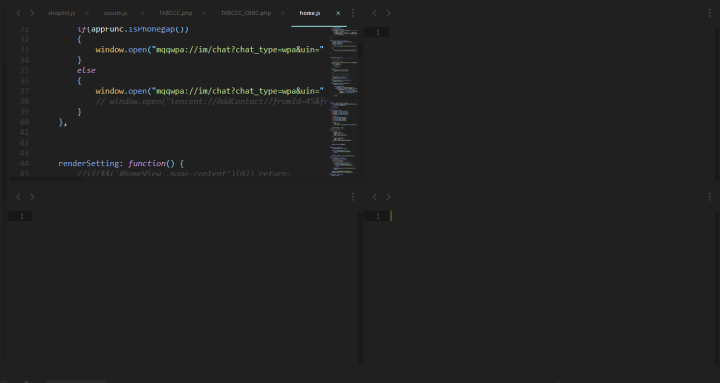 shoplist.js × soushi.js × TABCCC.php × TABCCC_CBBC.php × home.js ×
31 if(appFunc.isPhonegap())
32 {
33 window.open("mqqwpa://im/chat?chat_type=wpa&uin="
34 }
35 else
36 {
37 window.open("mqqwpa://im/chat?chat_type=wpa&uin="
38 // window.open("tencent://AddContact/?fromId=45&fr
39 }
40 },
41
42
43
44 renderSetting: function() {
45 //if($$('#homeView .page-content')[0]) return;
1
1
1